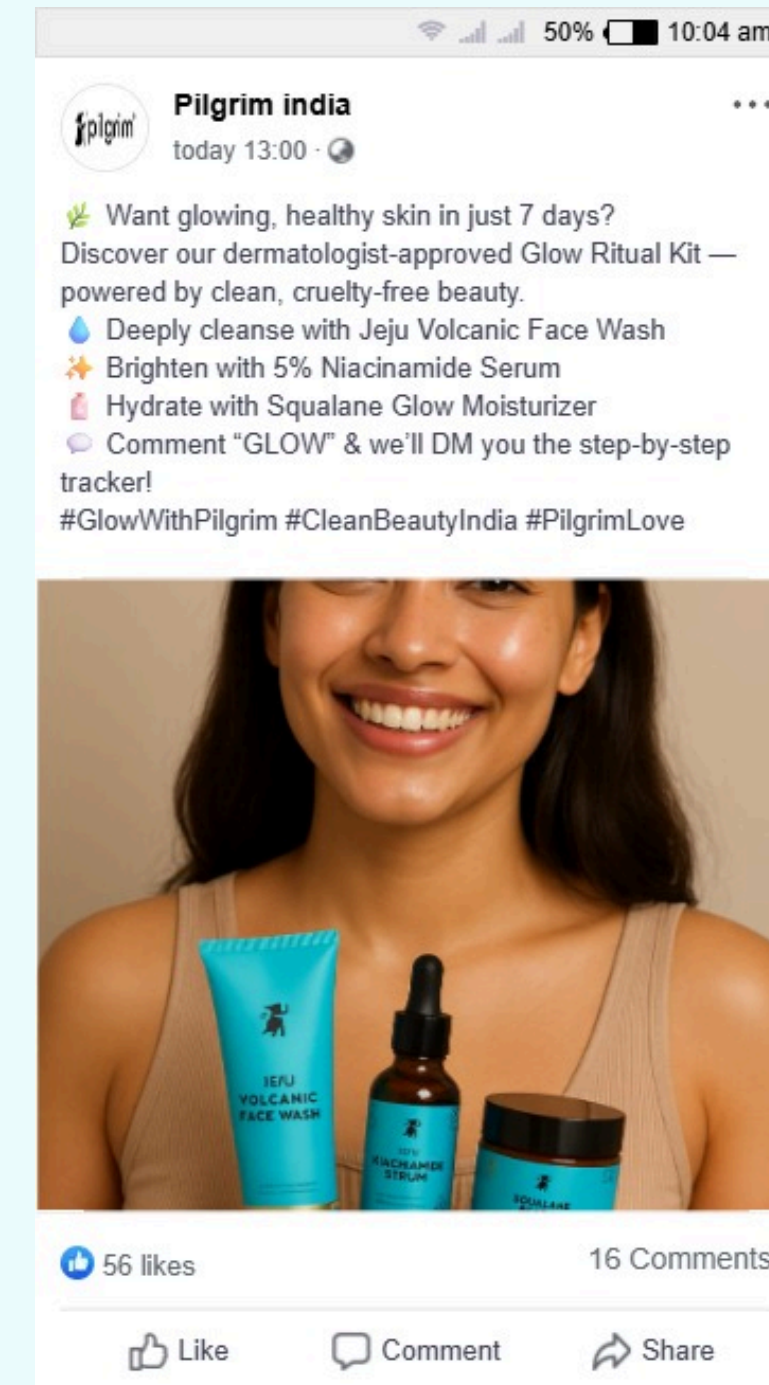 50% 10:04 am
pilgrim
Pilgrim india
today 13:00 ·
Want glowing, healthy skin in just 7 days?
Discover our dermatologist-approved Glow Ritual Kit —
powered by clean, cruelty-free beauty.
Deeply cleanse with Jeju Volcanic Face Wash
Brighten with 5% Niacinamide Serum
Hydrate with Squalane Glow Moisturizer
Comment “GLOW” & we’ll DM you the step-by-step
tracker!
#GlowWithPilgrim #CleanBeautyIndia #PilgrimLove
VOLCANIC
FACE WASH
SERUM
SQUALANE
56 likes
16 Comments
Like Comment Share